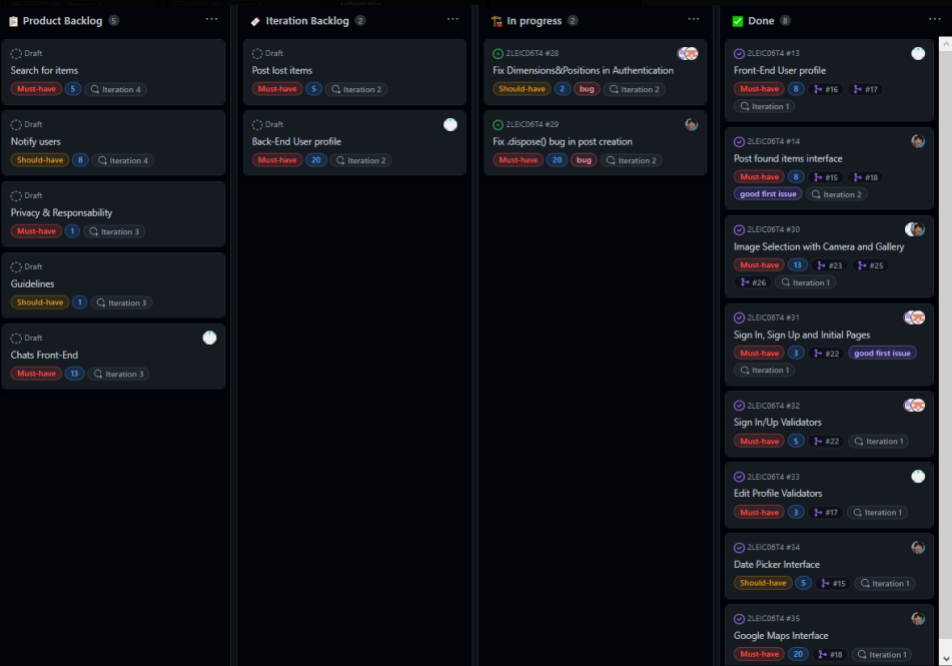 Product Backlog 5
Draft
Search for items
Must-have 5 Iteration 4
Draft
Notify users
Should-have 8 Iteration 4
Draft
Privacy & Responsability
Must-have 1 Iteration 3
Draft
Guidelines
Should-have 1 Iteration 3
Draft
Chats Front-End
Must-have 13 Iteration 3
Iteration Backlog 2
Draft
Post lost items
Must-have 5 Iteration 2
Draft
Back-End User profile
Must-have 20 Iteration 2
In progress 2
2LEIC06T4 #28
Fix Dimensions&Positions in Authentication
Should-have 2 bug Iteration 2
2LEIC06T4 #29
Fix .dispose() bug in post creation
Must-have 20 bug Iteration 2
Done 8
2LEIC06T4 #13
Front-End User profile
Must-have 8 #16 #17
Iteration 1
2LEIC06T4 #14
Post found items interface
Must-have 8 #15 #18
good first issue Iteration 2
2LEIC06T4 #30
Image Selection with Camera and Gallery
Must-have 13 #23 #25
#26 Iteration 1
2LEIC06T4 #31
Sign In, Sign Up and Initial Pages
Must-have 3 #22 good first issue
Iteration 1
2LEIC06T4 #32
Sign In/Up Validators
Must-have 5 #22 Iteration 1
2LEIC06T4 #33
Edit Profile Validators
Must-have 3 #17 Iteration 1
2LEIC06T4 #34
Date Picker Interface
Should-have 5 #15 Iteration 1
2LEIC06T4 #35
Google Maps Interface
Must-have 20 #18 Iteration 1